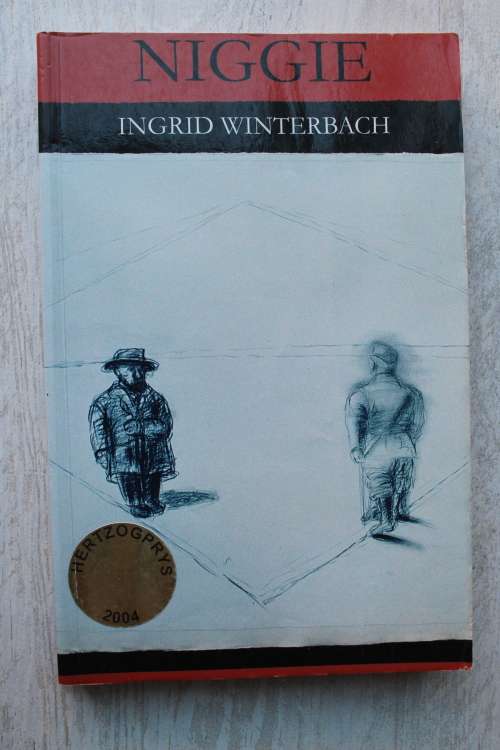 NIGGIE
INGRID WINTERBACH
HERTZOGPRYS
2004